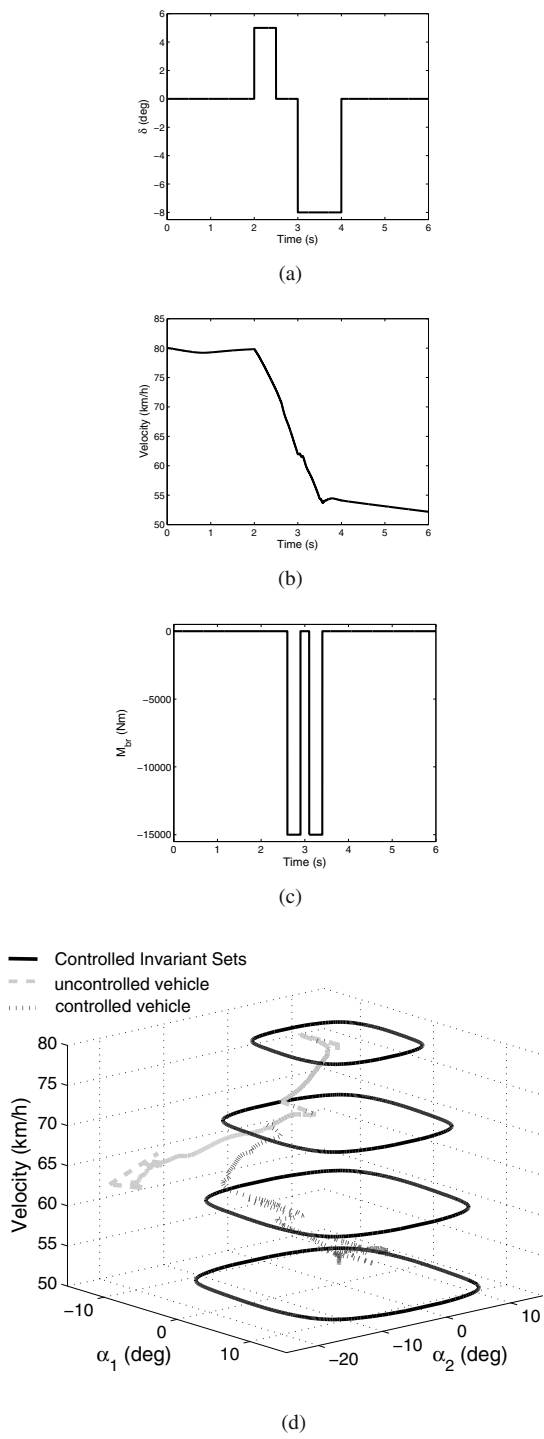 6
4
2
0
−2
−4
−6
−8
δ (deg)
0 1 2 3 4 5 6
Time (s)
(a)
85
80
75
70
65
60
55
50
Velocity (km/h)
0 1 2 3 4 5 6
Time (s)
(b)
0
−5000
−10000
−15000
M_br (Nm)
0 1 2 3 4 5 6
Time (s)
(c)
Controlled Invariant Sets
uncontrolled vehicle
controlled vehicle
80
75
70
65
60
55
50
Velocity (km/h)
−10 0 10
α₁ (deg)
−20 −10 0 10
α₂ (deg)
(d)